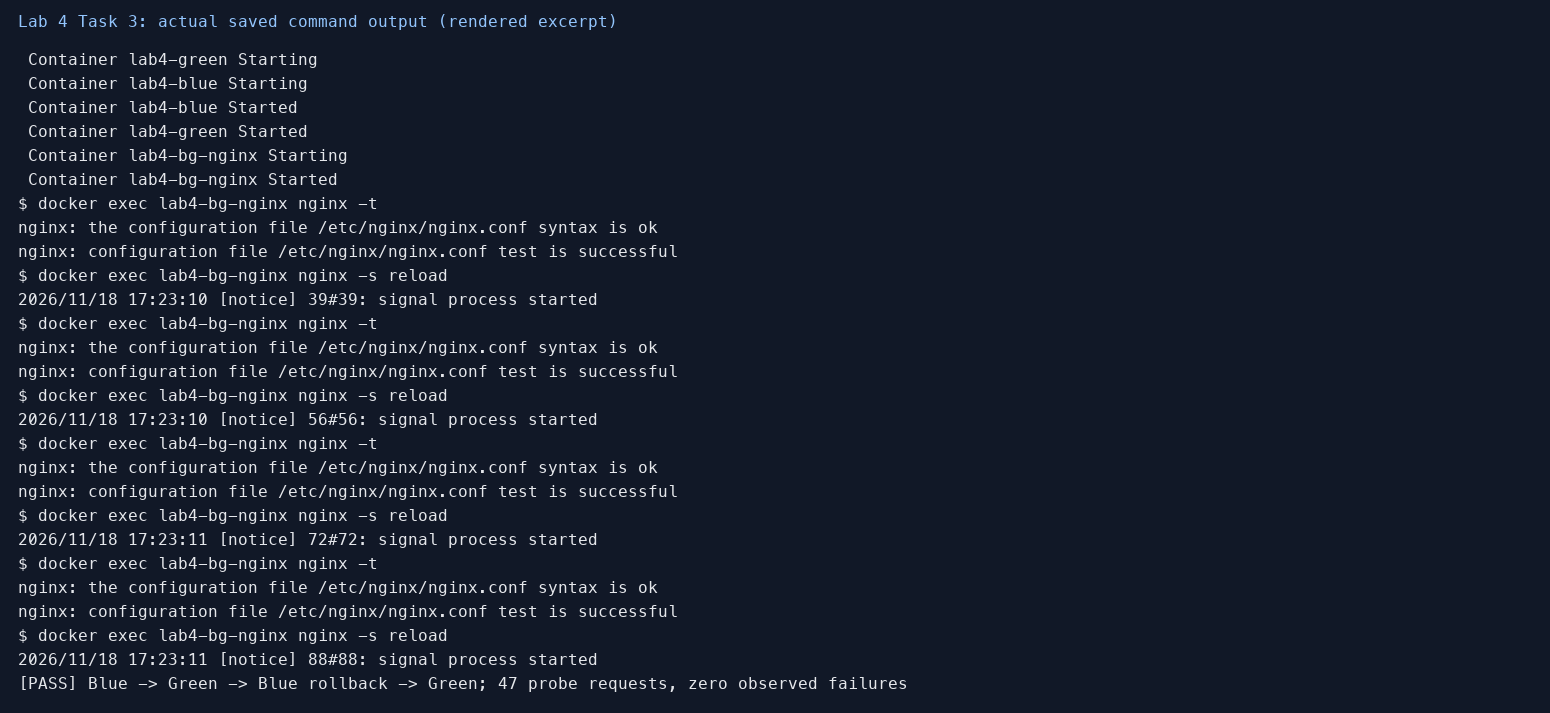 Lab 4 Task 3: actual saved command output (rendered excerpt)
Container lab4-green Starting
Container lab4-blue Starting
Container lab4-blue Started
Container lab4-green Started
Container lab4-bg-nginx Starting
Container lab4-bg-nginx Started
$ docker exec lab4-bg-nginx nginx -t
nginx: the configuration file /etc/nginx/nginx.conf syntax is ok
nginx: configuration file /etc/nginx/nginx.conf test is successful
$ docker exec lab4-bg-nginx nginx -s reload
2026/11/18 17:23:10 [notice] 39#39: signal process started
$ docker exec lab4-bg-nginx nginx -t
nginx: the configuration file /etc/nginx/nginx.conf syntax is ok
nginx: configuration file /etc/nginx/nginx.conf test is successful
$ docker exec lab4-bg-nginx nginx -s reload
2026/11/18 17:23:10 [notice] 56#56: signal process started
$ docker exec lab4-bg-nginx nginx -t
nginx: the configuration file /etc/nginx/nginx.conf syntax is ok
nginx: configuration file /etc/nginx/nginx.conf test is successful
$ docker exec lab4-bg-nginx nginx -s reload
2026/11/18 17:23:11 [notice] 72#72: signal process started
$ docker exec lab4-bg-nginx nginx -t
nginx: the configuration file /etc/nginx/nginx.conf syntax is ok
nginx: configuration file /etc/nginx/nginx.conf test is successful
$ docker exec lab4-bg-nginx nginx -s reload
2026/11/18 17:23:11 [notice] 88#88: signal process started
[PASS] Blue -> Green -> Blue rollback -> Green; 47 probe requests, zero observed failures